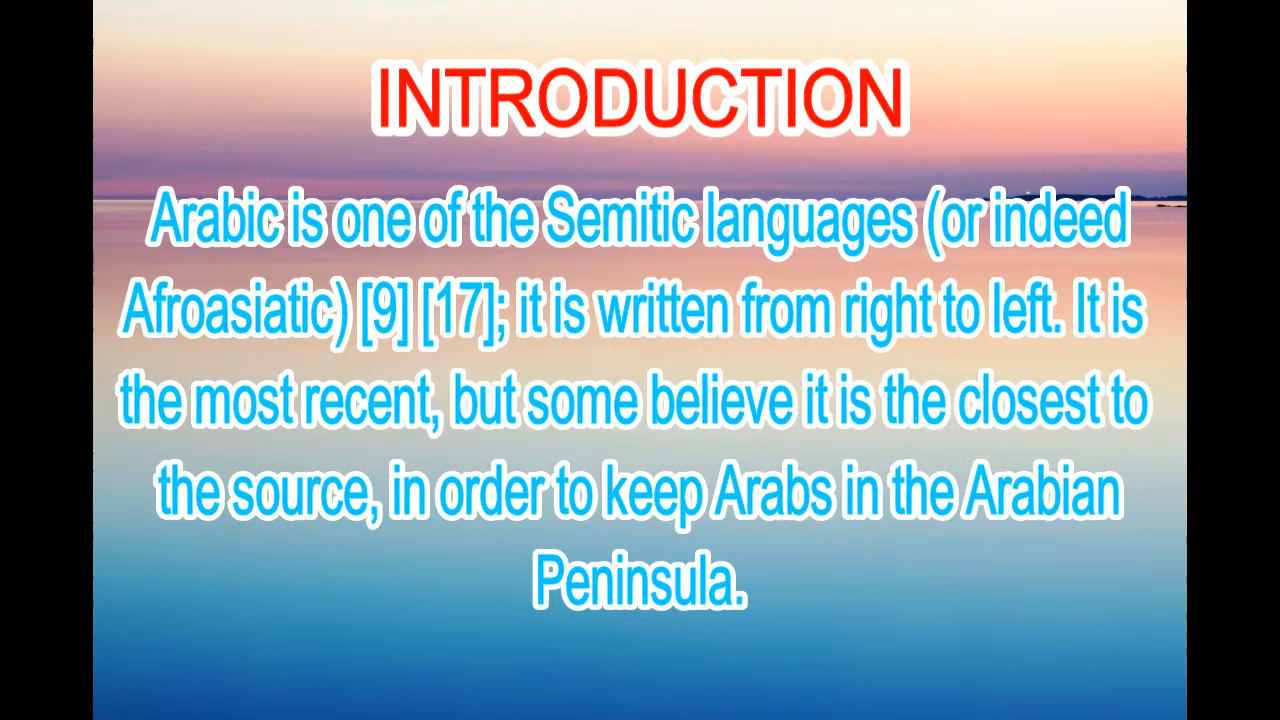 INTRODUCTION
Arabic is one of the Semitic languages (or indeed
Afroasiatic) [9] [17]; it is written from right to left. It is
the most recent, but some believe it is the closest to
the source, in order to keep Arabs in the Arabian
Peninsula.